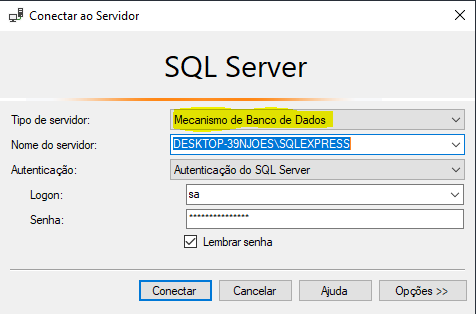 Conectar ao Servidor
SQL Server
Tipo de servidor: Mecanismo de Banco de Dados
Nome do servidor: DESKTOP-39NJOES\SQLEXPRESS
Autenticação: Autenticação do SQL Server
Logon: sa
Senha: ***************
Lembrar senha
Conectar Cancelar Ajuda Opções >>